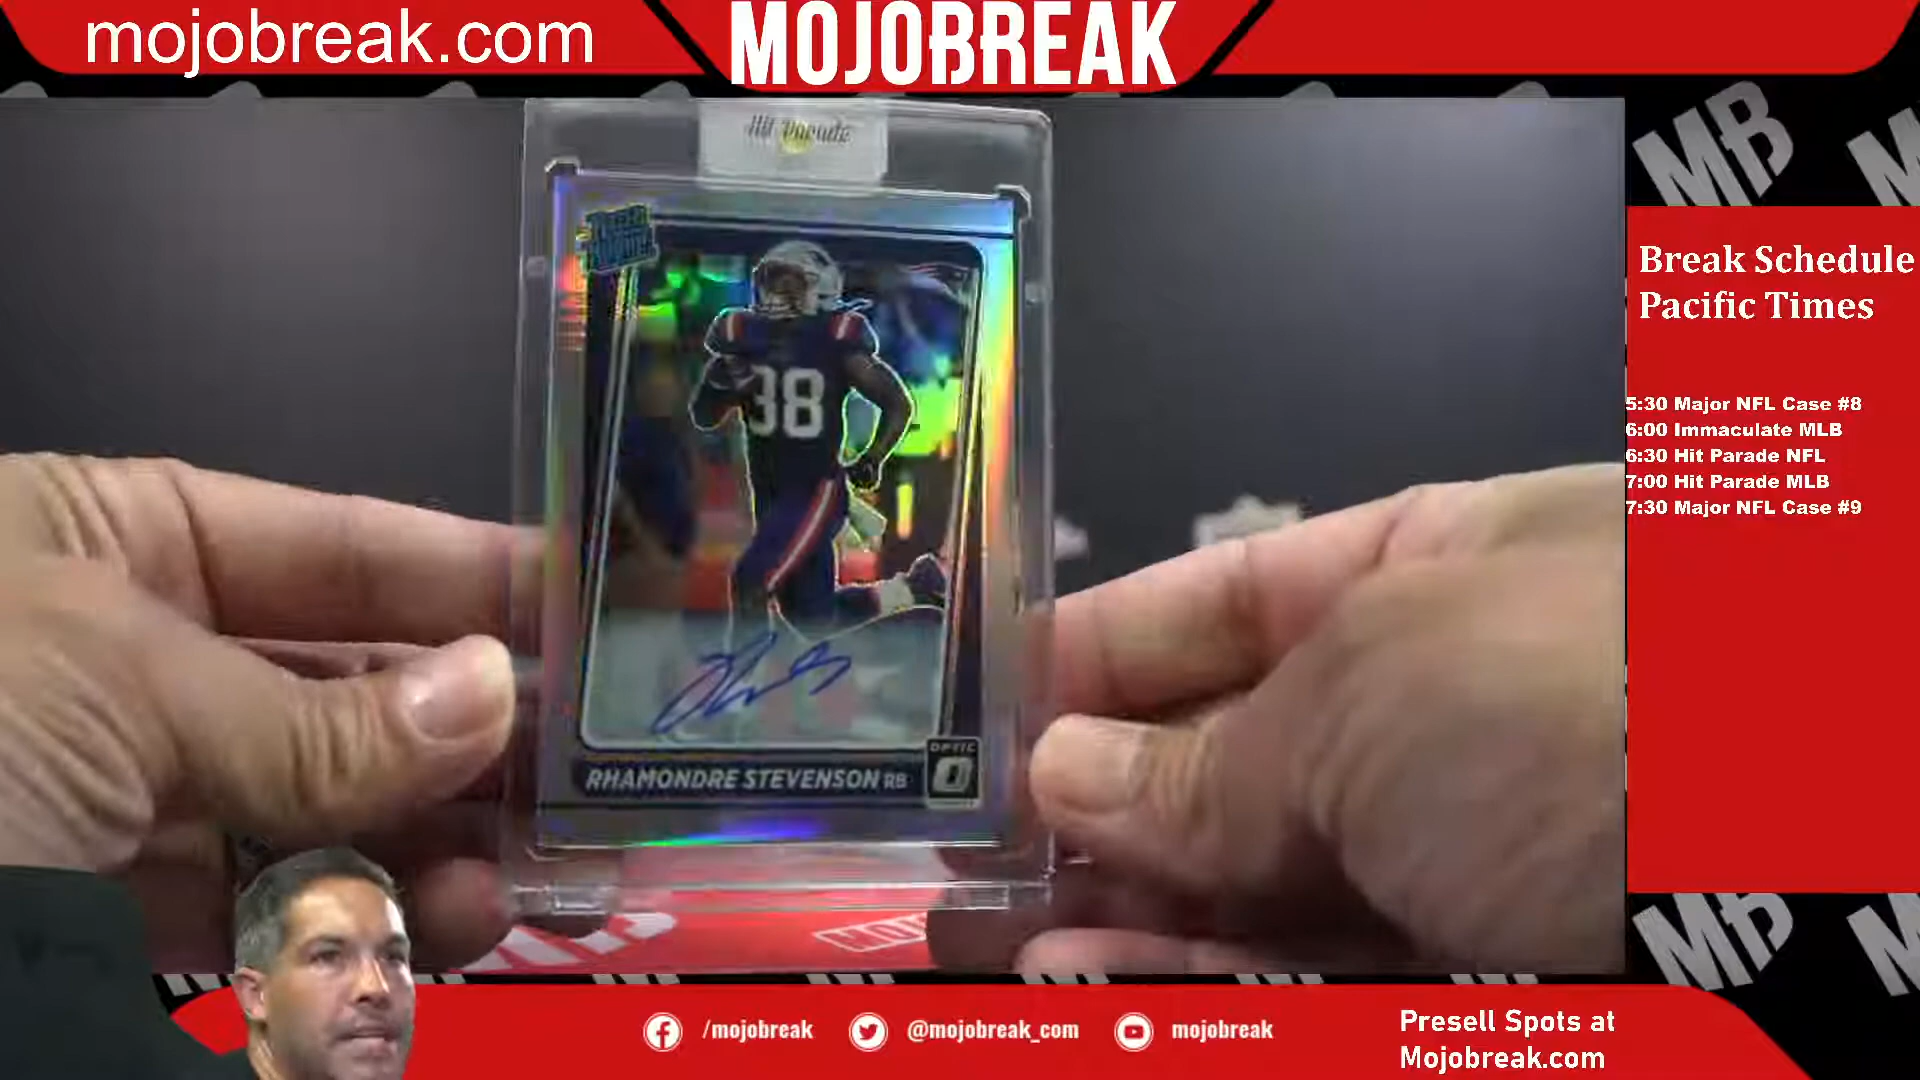 mojobreak.com
MOJOBREAK
Hit Parade
38
RHAMONDRE STEVENSON RB
OPTIC
Break Schedule
Pacific Times
5:30 Major NFL Case #8
6:00 Immaculate MLB
6:30 Hit Parade NFL
7:00 Hit Parade MLB
7:30 Major NFL Case #9
MB
MB
/mojobreak
@mojobreak_com
mojobreak
Presell Spots at
Mojobreak.com